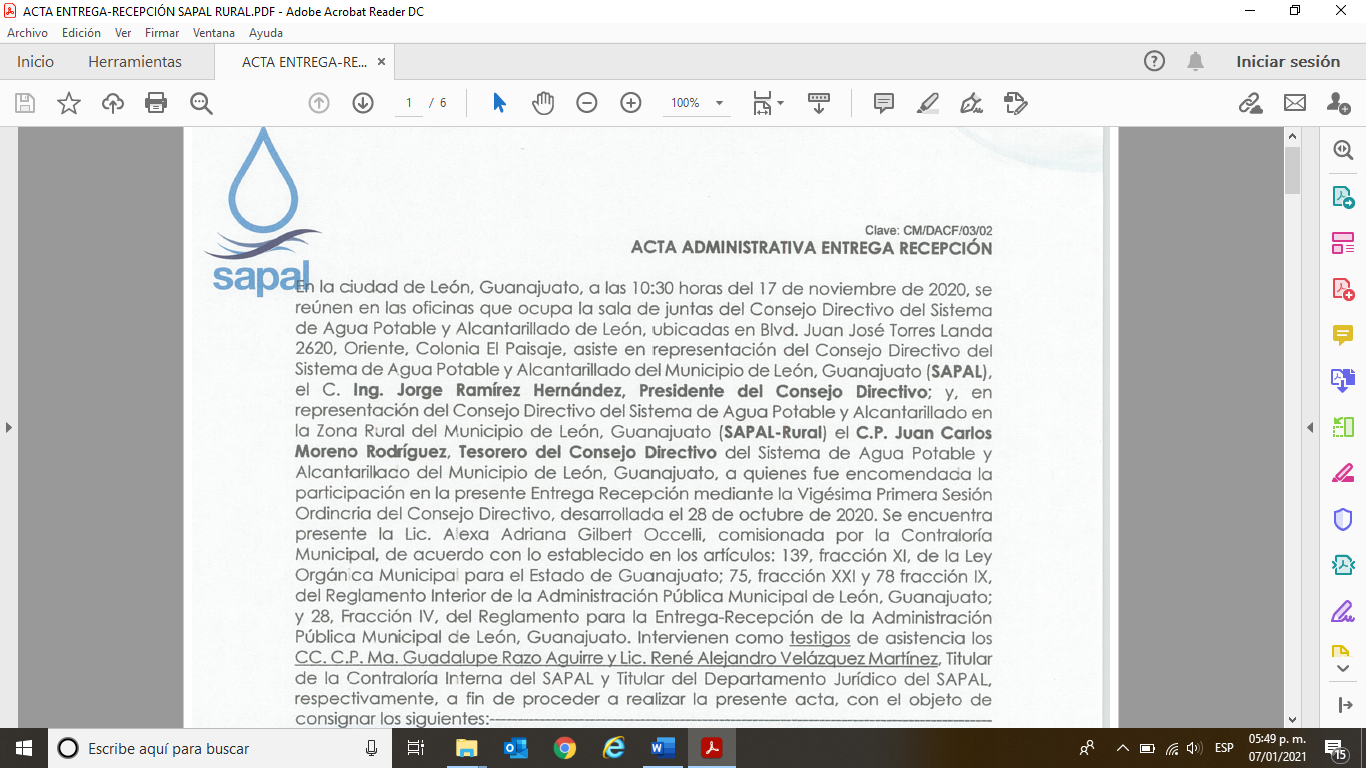 ACTA ENTREGA-RECEPCIÓN SAPAL RURAL.PDF - Adobe Acrobat Reader DC
Archivo Edición Ver Firmar Ventana Ayuda
Inicio Herramientas ACTA ENTREGA-RE... × Iniciar sesión
1 / 6 100%
sapal
Clave: CM/DACF/03/02
ACTA ADMINISTRATIVA ENTREGA RECEPCIÓN
En la ciudad de León, Guanajuato, a las 10:30 horas del 17 de noviembre de 2020, se
reúnen en las oficinas que ocupa la sala de juntas del Consejo Directivo del Sistema
de Agua Potable y Alcantarillado de León, ubicadas en Blvd. Juan José Torres Landa
2620, Oriente, Colonia El Paisaje, asiste en representación del Consejo Directivo del
Sistema de Agua Potable y Alcantarillado del Municipio de León, Guanajuato (SAPAL),
el C. Ing. Jorge Ramírez Hernández, Presidente del Consejo Directivo; y, en
representación del Consejo Directivo del Sistema de Agua Potable y Alcantarillado en
la Zona Rural del Municipio de León, Guanajuato (SAPAL-Rural) el C.P. Juan Carlos
Moreno Rodríguez, Tesorero del Consejo Directivo del Sistema de Agua Potable y
Alcantarillado del Municipio de León, Guanajuato, a quienes fue encomendada la
participación en la presente Entrega Recepción mediante la Vigésima Primera Sesión
Ordincria del Consejo Directivo, desarrollada el 28 de octubre de 2020. Se encuentra
presente la Lic. Alexa Adriana Gilbert Occelli, comisionada por la Contraloría
Municipal, de acuerdo con lo establecido en los artículos: 139, fracción XI, de la Ley
Orgánica Municipal para el Estado de Guanajuato; 75, fracción XXI y 78 fracción IX,
del Reglamento Interior de la Administración Pública Municipal de León, Guanajuato;
y 28, Fracción IV, del Reglamento para la Entrega-Recepción de la Administración
Pública Municipal de León, Guanajuato. Intervienen como testigos de asistencia los
CC. C.P. Ma. Guadalupe Razo Aguirre y Lic. René Alejandro Velázquez Martínez, Titular
de la Contraloría Interna del SAPAL y Titular del Departamento Jurídico del SAPAL,
respectivamente, a fin de proceder a realizar la presente acta, con el objeto de
consignar los siguientes:------------------------------------------------------------
Escribe aquí para buscar ESP 05:49 p. m.
07/01/2021 15